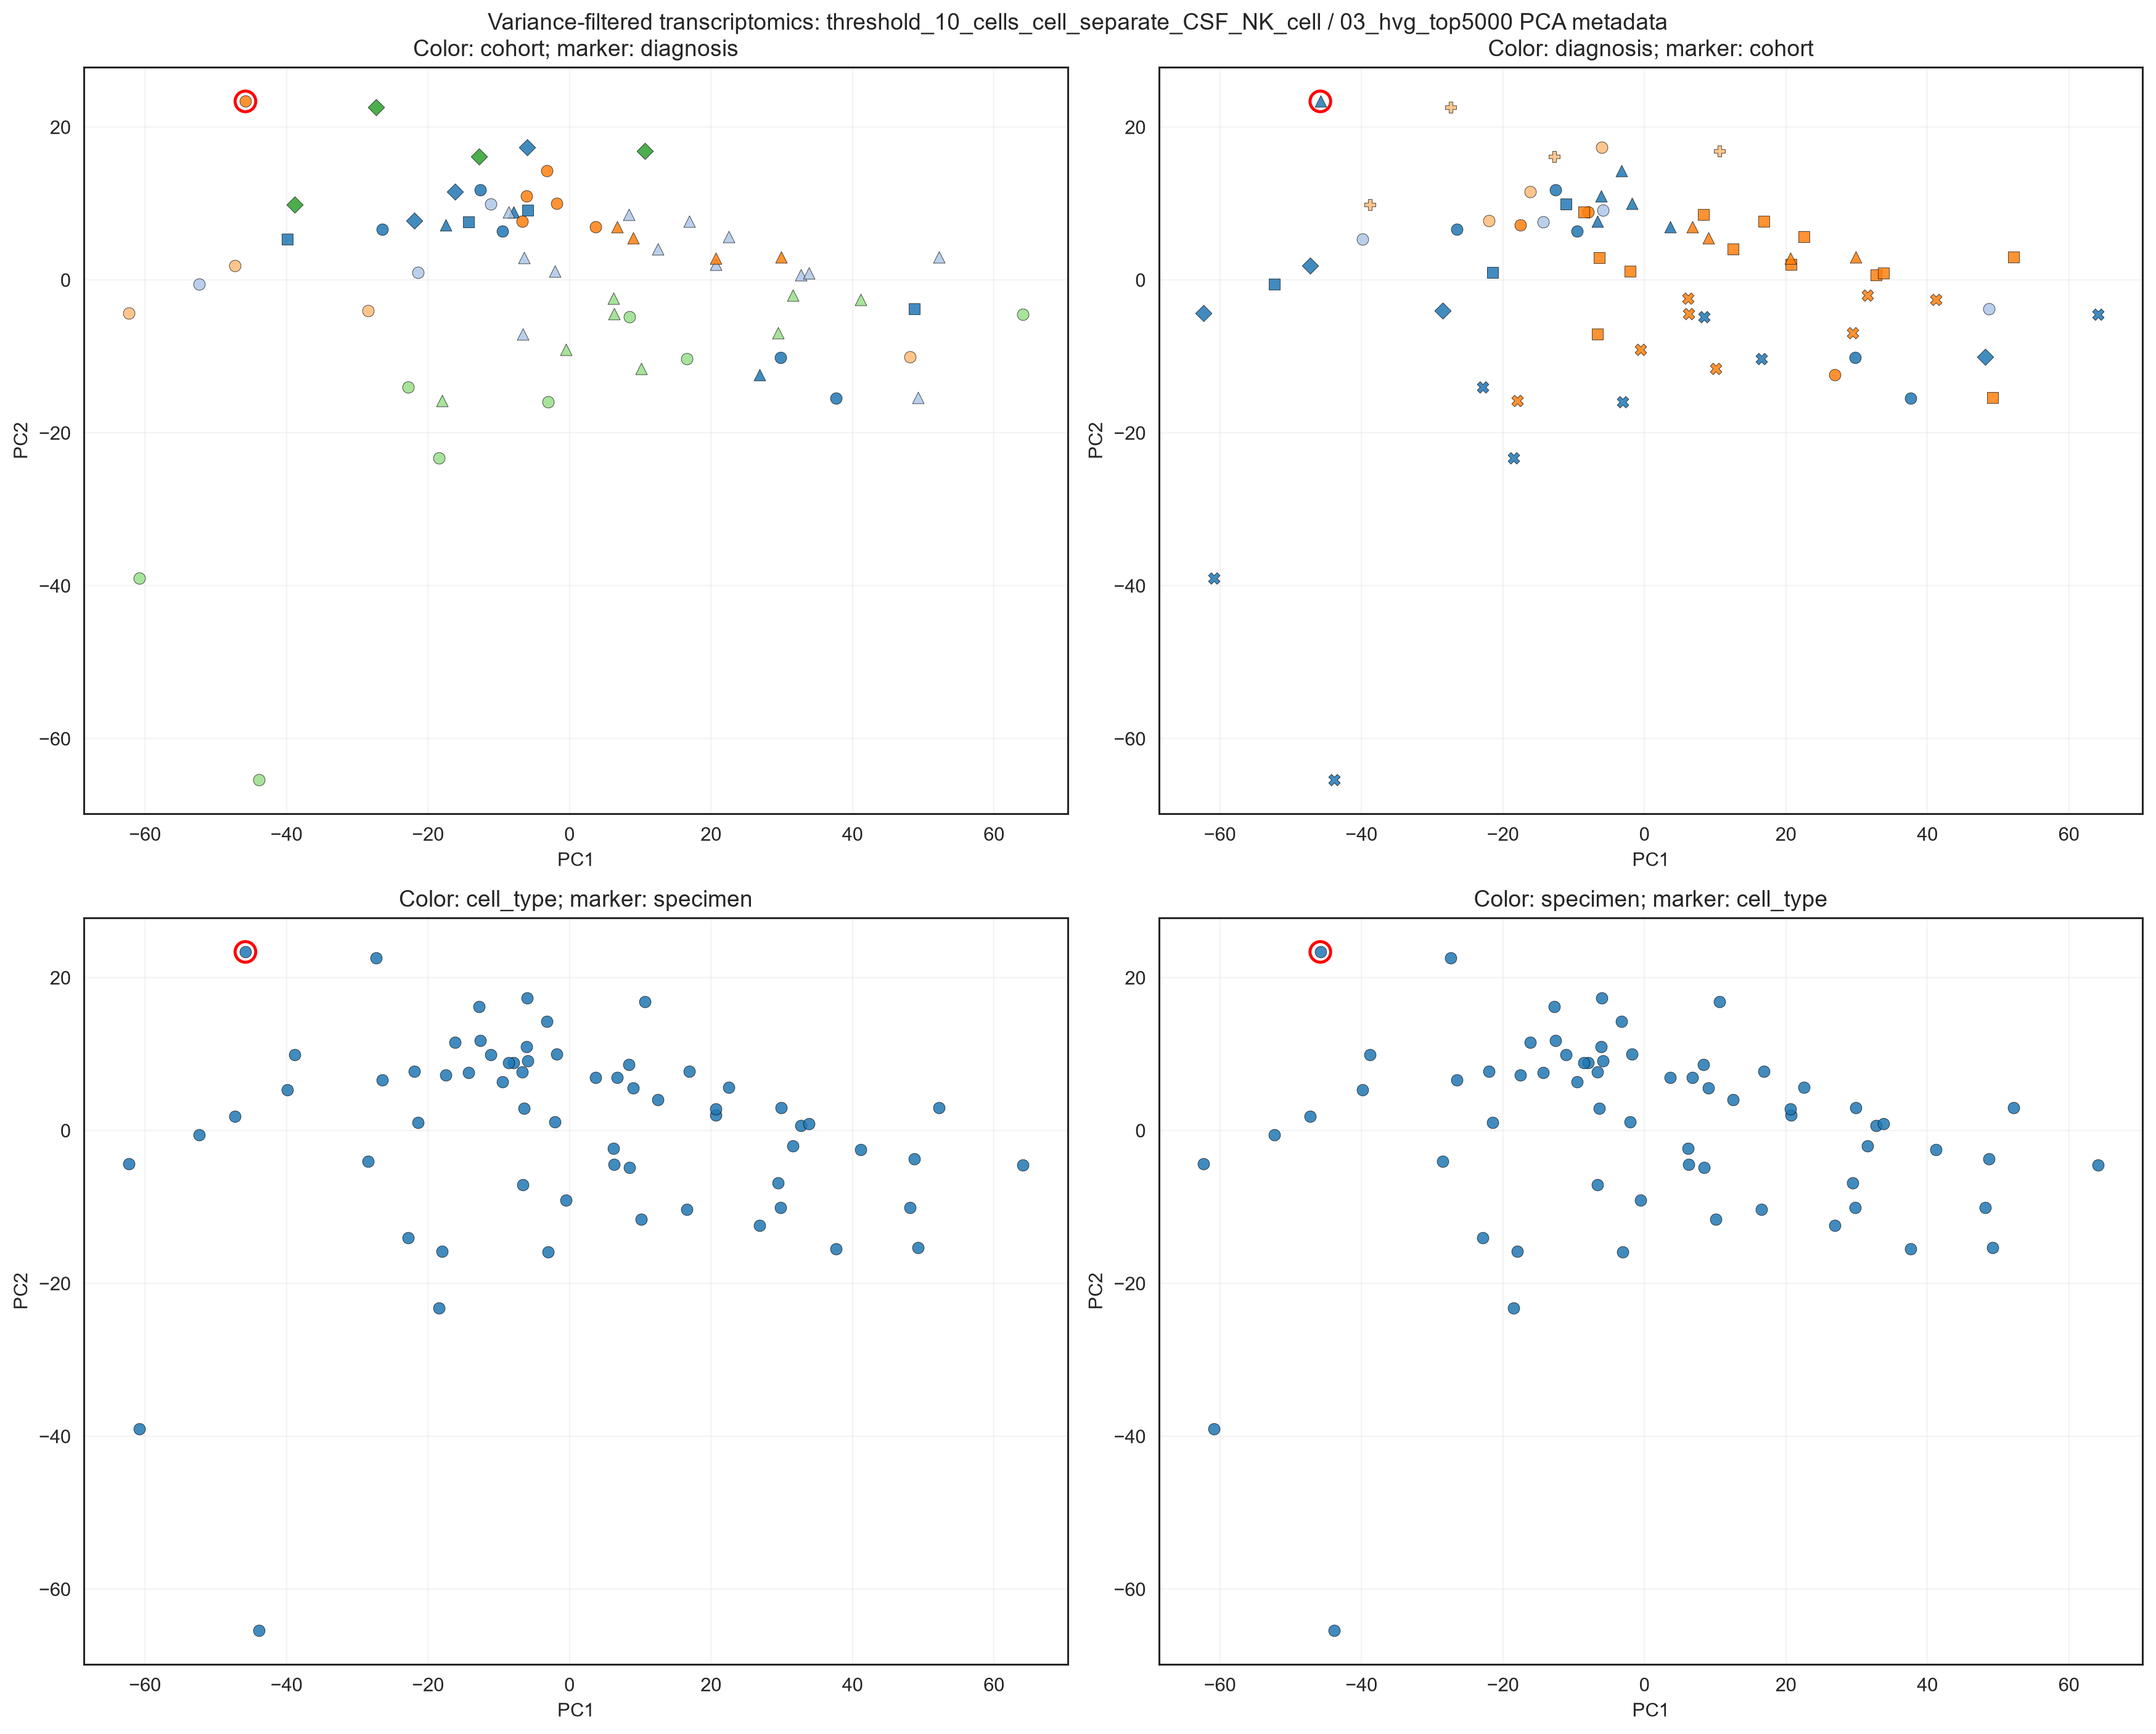 Variance-filtered transcriptomics: threshold_10_cells_cell_separate_CSF_NK_cell / 03_hvg_top5000 PCA metadata
Color: cohort; marker: diagnosis
20
0
−20
−40
−60
PC2
−60 −40 −20 0 20 40 60
PC1
Color: diagnosis; marker: cohort
20
0
−20
−40
−60
PC2
−60 −40 −20 0 20 40 60
PC1
Color: cell_type; marker: specimen
20
0
−20
−40
−60
PC2
−60 −40 −20 0 20 40 60
PC1
Color: specimen; marker: cell_type
20
0
−20
−40
−60
PC2
−60 −40 −20 0 20 40 60
PC1